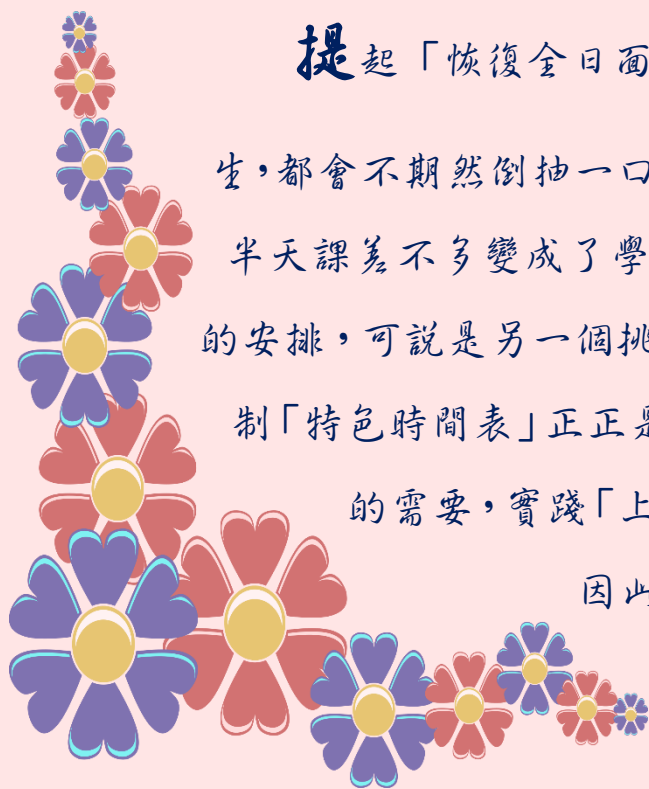 提起「恢復全日面
生，都會不期然倒抽一口
半天課差不多變成了學
的安排，可説是另一個挑
制「特色時間表」正正是
的需要，實踐「上
因此